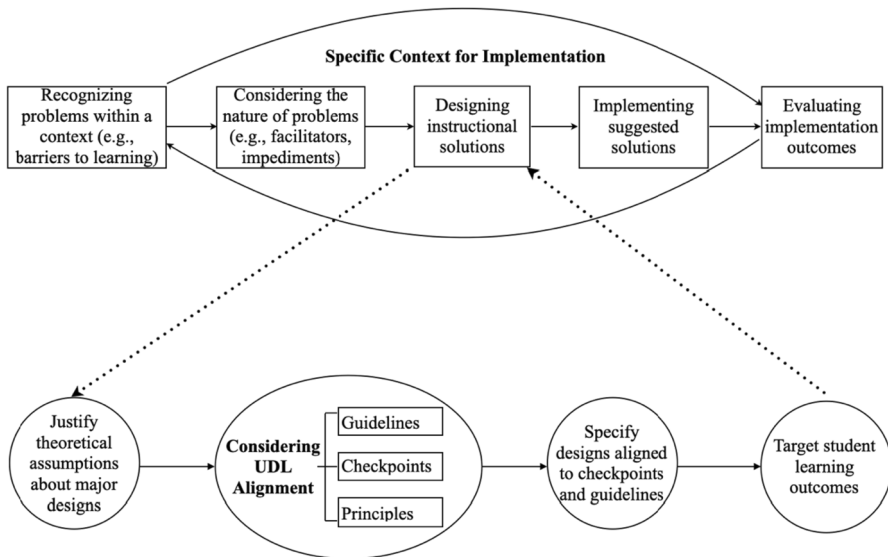 Specific Context for Implementation
Recognizing
problems within a
context (e.g.,
barriers to learning)
Considering the
nature of problems
(e.g., facilitators,
impediments)
Designing
instructional
solutions
Implementing
suggested
solutions
Evaluating
implementation
outcomes
Justify
theoretical
assumptions
about major
designs
Considering
UDL
Alignment
Guidelines
Checkpoints
Principles
Specify
designs aligned
to checkpoints
and guidelines
Target student
learning
outcomes